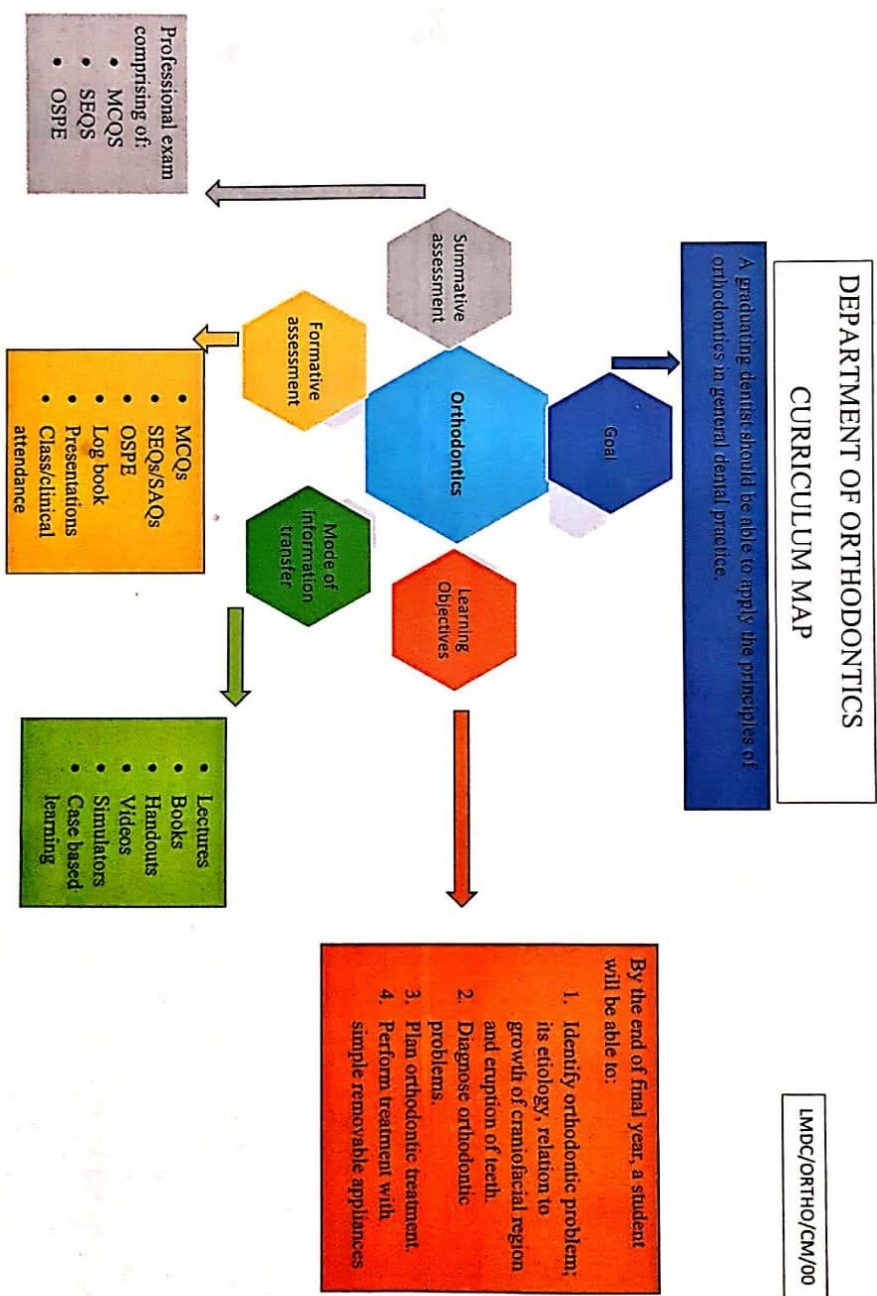 LMDC/ORTHO/CM/00
DEPARTMENT OF ORTHODONTICS
CURRICULUM MAP
A graduating dentist should be able to apply the principles of
orthodontics in general dental practice.
Goal
Orthodontics
Learning
Objectives
Mode of
information
transfer
Formative
assessment
Summative
assessment
By the end of final year, a student
will be able to:
1. Identify orthodontic problem;
its etiology, relation to
growth of craniofacial region
and eruption of teeth.
2. Diagnose orthodontic
problems.
3. Plan orthodontic treatment.
4. Perform treatment with
simple removable appliances
• Lectures
• Books
• Handouts
• Videos
• Simulators
• Case based
learning
• MCQs
• SEQs/SAQs
• OSPE
• Log book
• Presentations
• Class/clinical
attendance
Professional exam
comprising of:
• MCQS
• SEQS
• OSPE